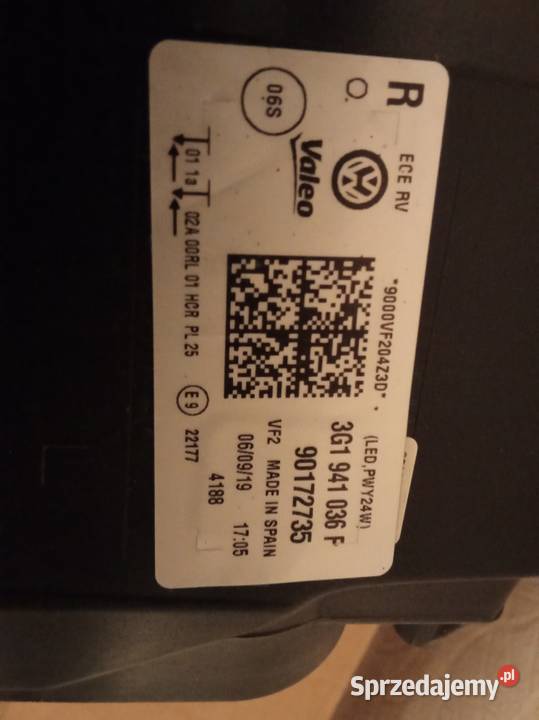 R
ECE RV
*9000VF204Z3D*
(LED,PWY24W)
3G1 941 036 F
90172735
VF2 MADE IN SPAIN
06/09/19 17:05
4188
Valeo
06S
01 1a 02A 00RL 01 HCR PL 25
E 9 22177
Sprzedajemy.pl